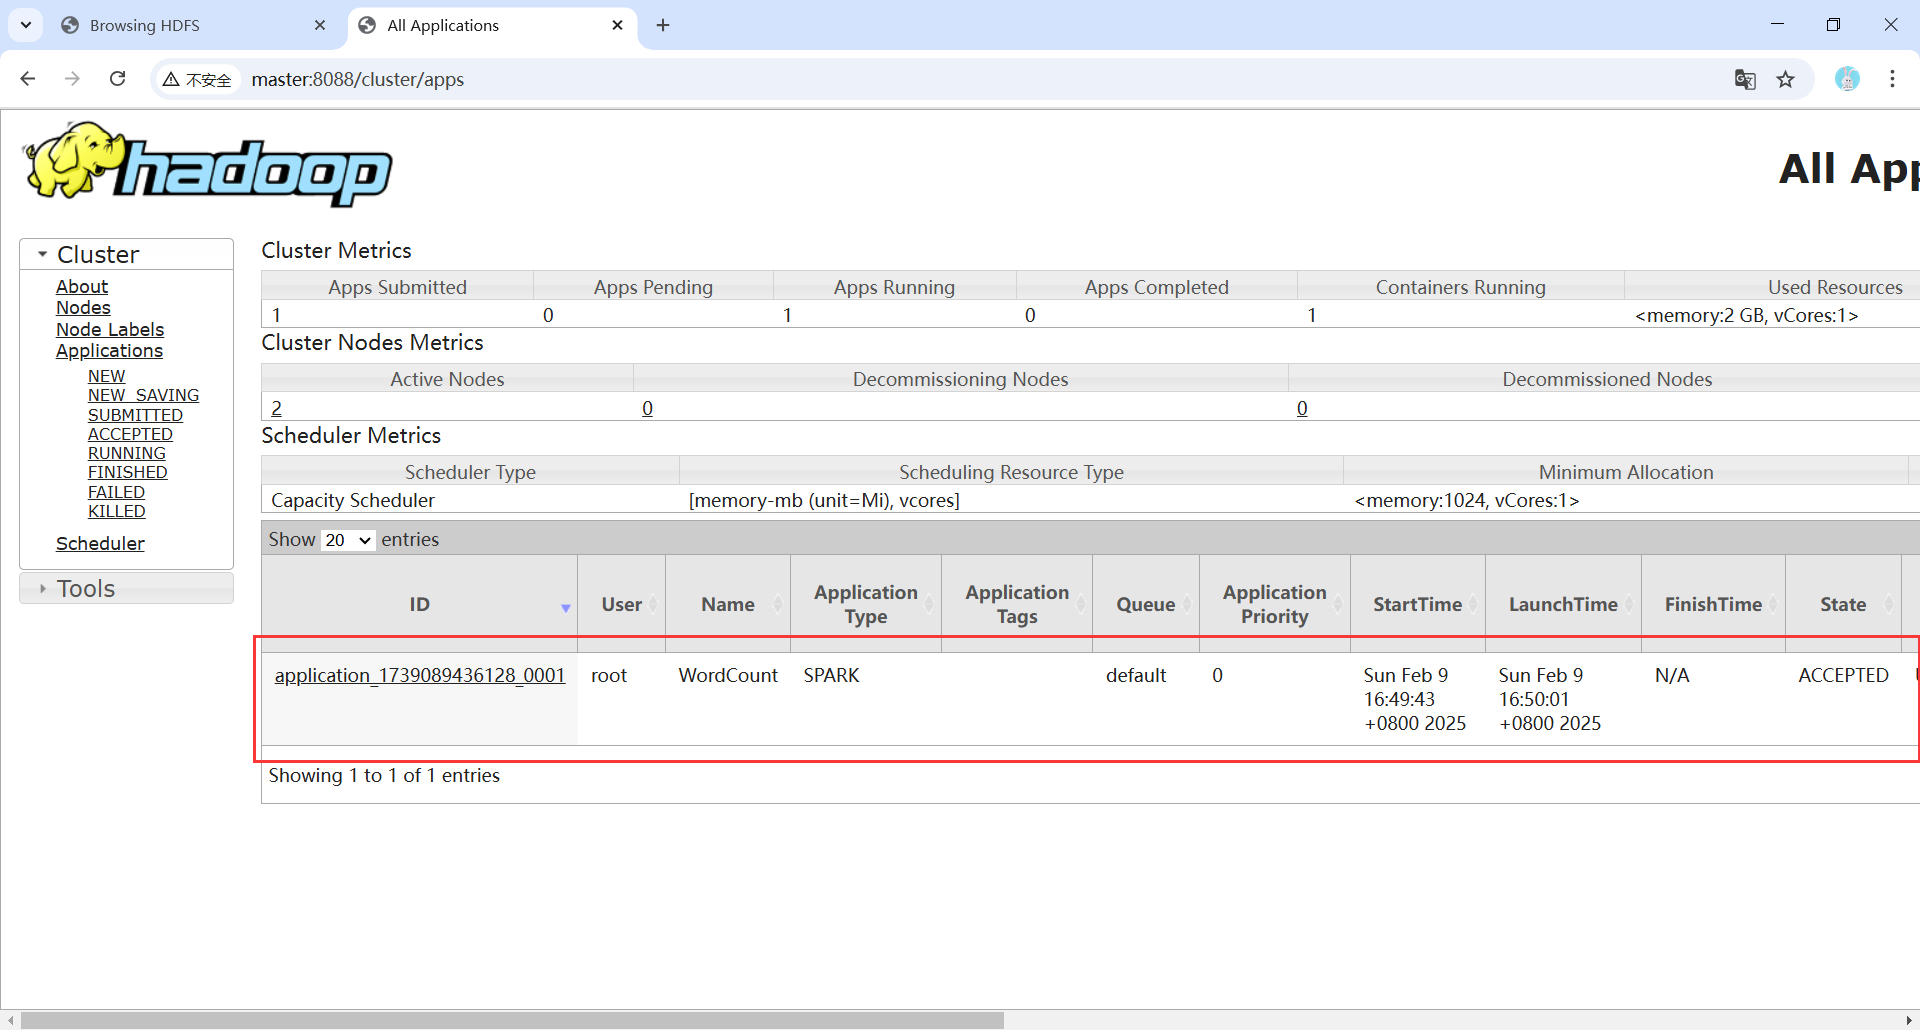 Browsing HDFS
All Applications
不安全
master:8088/cluster/apps
hadoop
All App
Cluster
About
Nodes
Node Labels
Applications
NEW
NEW_SAVING
SUBMITTED
ACCEPTED
RUNNING
FINISHED
FAILED
KILLED
Scheduler
Tools
Cluster Metrics
Apps Submitted Apps Pending Apps Running Apps Completed Containers Running Used Resources
1 0 1 0 1 <memory:2 GB, vCores:1>
Cluster Nodes Metrics
Active Nodes Decommissioning Nodes Decommissioned Nodes
2 0 0
Scheduler Metrics
Scheduler Type Scheduling Resource Type Minimum Allocation
Capacity Scheduler [memory-mb (unit=Mi), vcores] <memory:1024, vCores:1>
Show 20 entries
ID User Name Application Type Application Tags Queue Application Priority StartTime LaunchTime FinishTime State
application_1739089436128_0001 root WordCount SPARK default 0 Sun Feb 9 16:49:43 +0800 2025 Sun Feb 9 16:50:01 +0800 2025 N/A ACCEPTED
Showing 1 to 1 of 1 entries